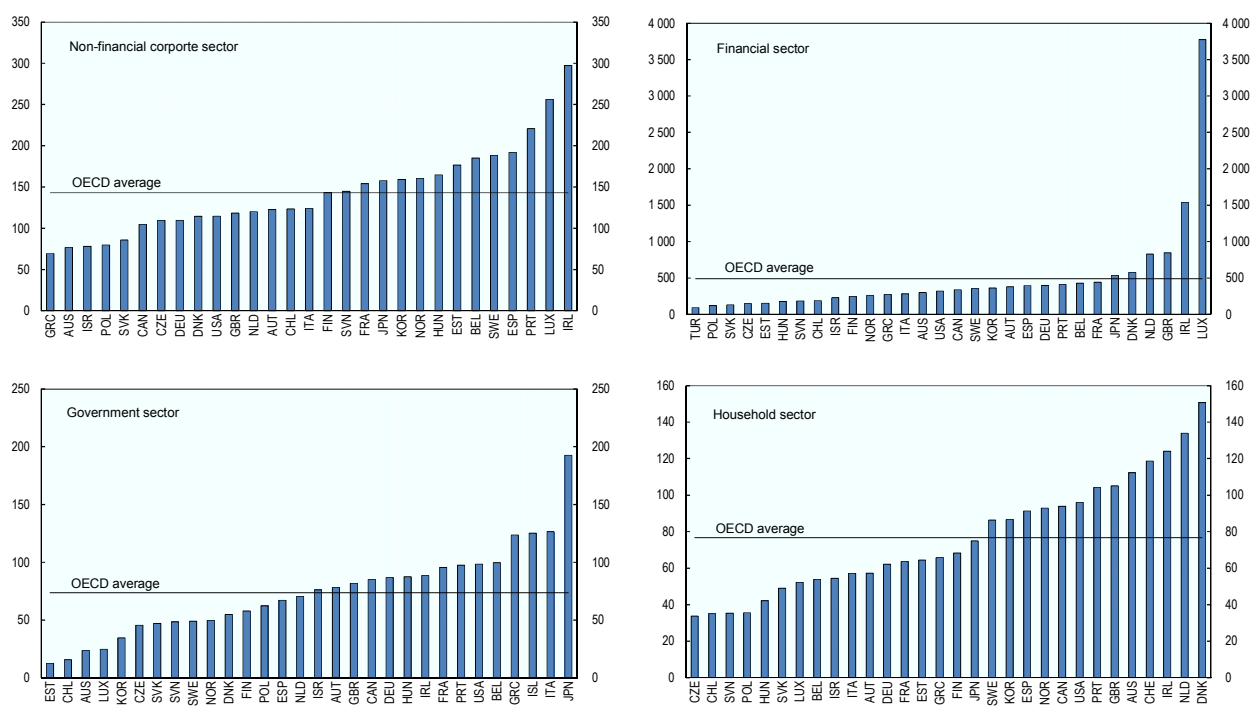 350 350
Non-financial corporte sector
300 300
250 250
200 200
OECD average
150 150
100 100
50 50
0 0
GRC AUS ISR POL SVK CAN CZE DEU DNK USA GBR NLD AUT CHL ITA FIN SVN FRA JPN KOR NOR HUN EST BEL SWE ESP PRT LUX IRL
4 000 4 000
Financial sector
3 500 3 500
3 000 3 000
2 500 2 500
2 000 2 000
1 500 1 500
1 000 1 000
OECD average
500 500
0 0
TUR POL SVK CZE EST HUN SVN CHL ISR FIN NOR GRC ITA AUS USA CAN SWE KOR AUT ESP DEU PRT BEL FRA JPN DNK NLD GBR IRL LUX
250 250
Government sector
200 200
150 150
100 100
OECD average
50 50
0 0
EST CHL AUS LUX KOR CZE SVK SVN SWE NOR DNK FIN POL ESP NLD ISR AUT GBR CAN DEU HUN IRL FRA PRT USA BEL GRC ISL ITA JPN
160 160
Household sector
140 140
120 120
100 100
OECD average
80 80
60 60
40 40
20 20
0 0
CZE CHL SVN POL HUN SVK LUX BEL ISR ITA AUT DEU FRA EST GRC FIN JPN SWE KOR ESP NOR CAN USA PRT GBR AUS CHE IRL NLD DNK